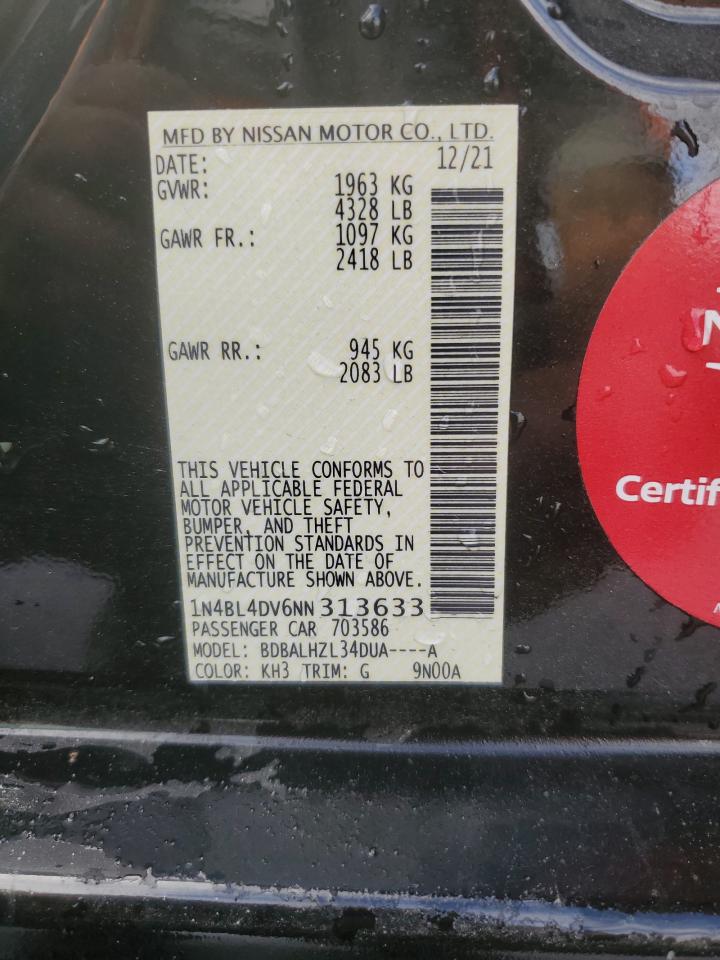 MFD BY NISSAN MOTOR CO., LTD.
DATE: 12/21
GVWR: 1963 KG
4328 LB
GAWR FR.: 1097 KG
2418 LB
GAWR RR.: 945 KG
2083 LB
THIS VEHICLE CONFORMS TO
ALL APPLICABLE FEDERAL
MOTOR VEHICLE SAFETY,
BUMPER, AND THEFT
PREVENTION STANDARDS IN
EFFECT ON THE DATE OF
MANUFACTURE SHOWN ABOVE.
1N4BL4DV6NN313633
PASSENGER CAR 703586
MODEL: BDBALHZL34DUA----A
COLOR: KH3 TRIM: G 9N00A
Certif